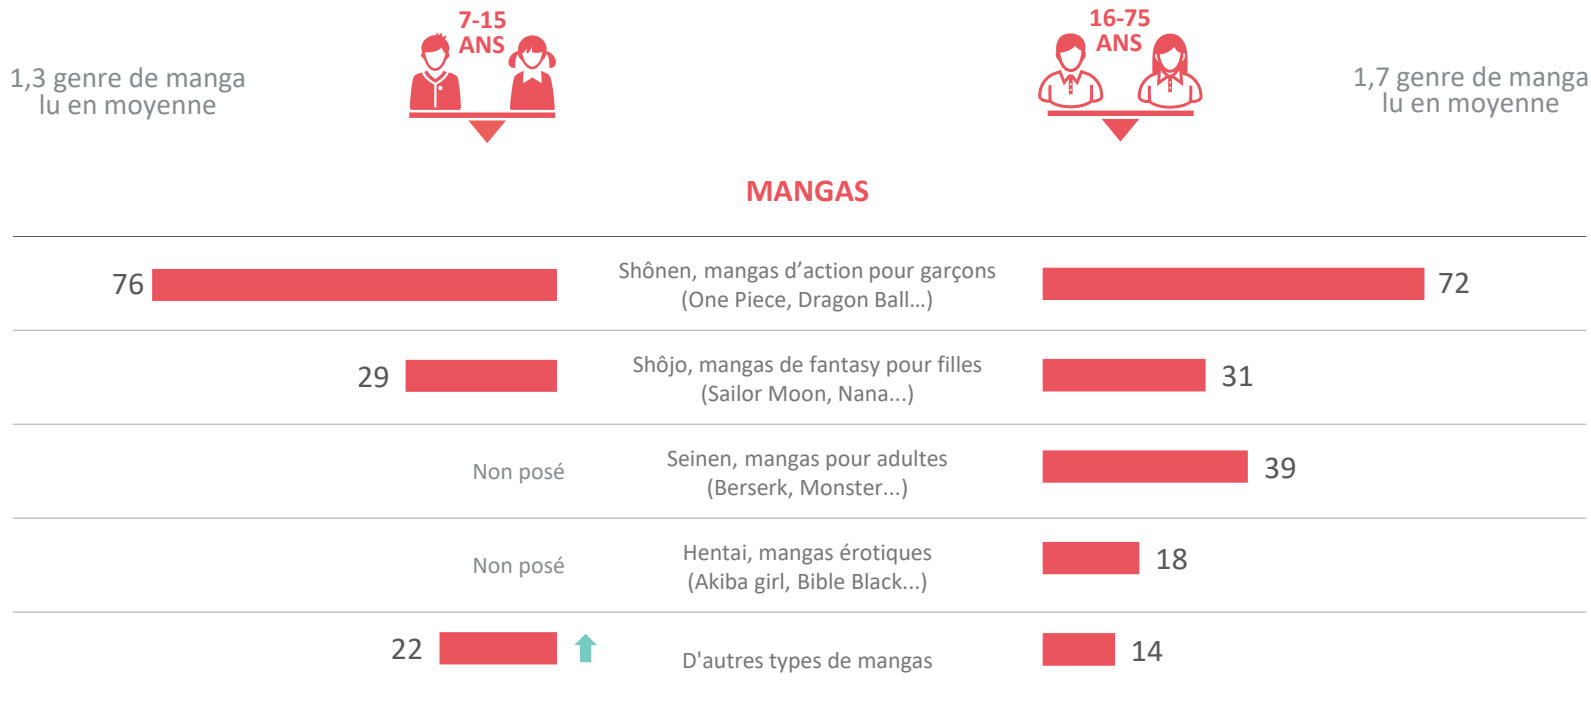 7-15
ANS
16-75
ANS
1,3 genre de manga
lu en moyenne
1,7 genre de manga
lu en moyenne
MANGAS
76
Shônen, mangas d’action pour garçons
(One Piece, Dragon Ball…)
72
29
Shôjo, mangas de fantasy pour filles
(Sailor Moon, Nana...)
31
Non posé
Seinen, mangas pour adultes
(Berserk, Monster...)
39
Non posé
Hentai, mangas érotiques
(Akiba girl, Bible Black...)
18
22
D'autres types de mangas
14